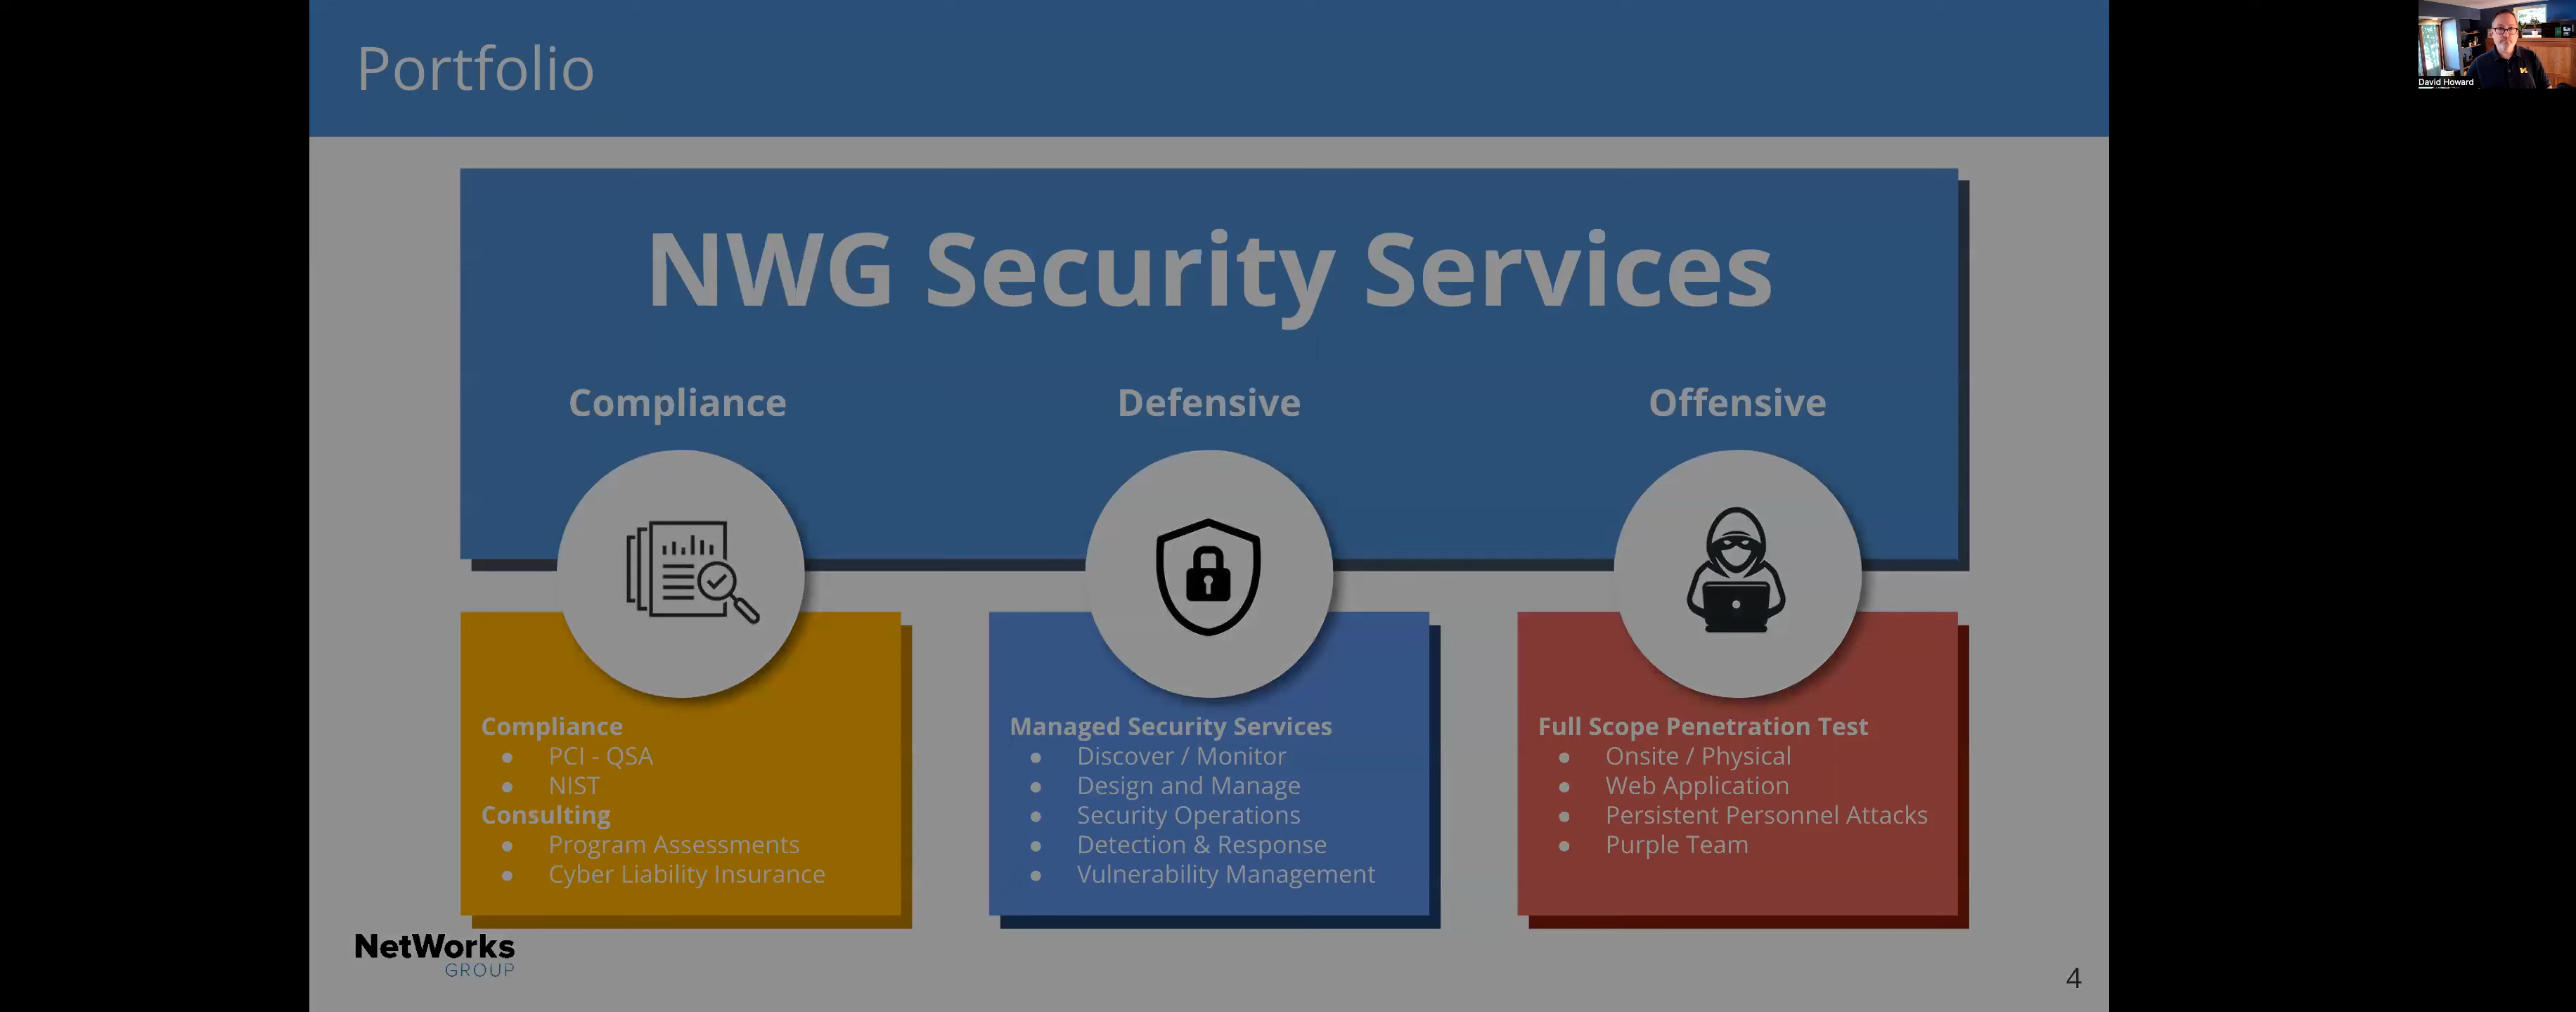 Portfolio
David Howard
NWG Security Services
Compliance
Defensive
Offensive
Compliance
● PCI - QSA
● NIST
Consulting
● Program Assessments
● Cyber Liability Insurance
Managed Security Services
● Discover / Monitor
● Design and Manage
● Security Operations
● Detection & Response
● Vulnerability Management
Full Scope Penetration Test
● Onsite / Physical
● Web Application
● Persistent Personnel Attacks
● Purple Team
NetWorks
GROUP
4